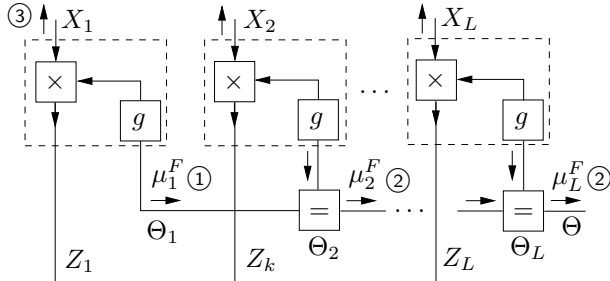 ③ X_1 X_2 X_L
× × ×
. . .
g g g
μ_1^F ① μ_2^F ② μ_L^F ②
= . . . =
Θ_1 Θ_2 Θ_L Θ
Z_1 Z_k Z_L